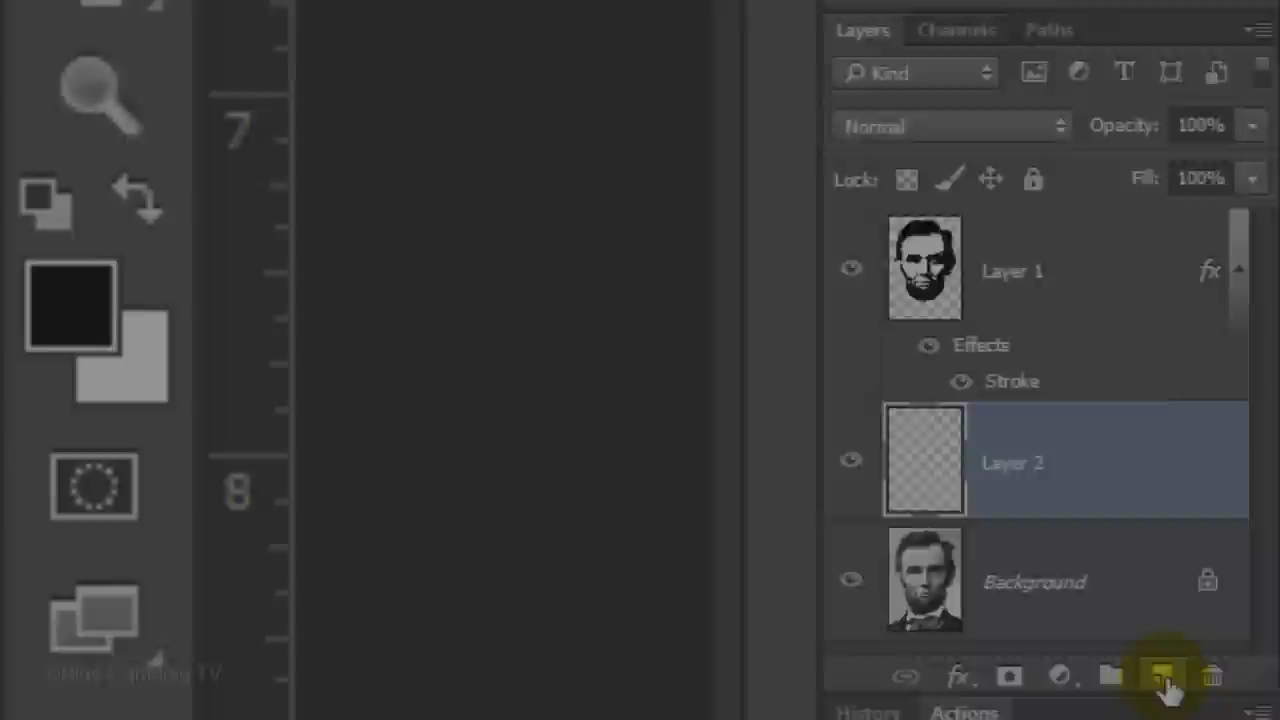 Layers Channels Paths
Kind
Normal Opacity: 100%
Lock: Fill: 100%
7
Layer 1 fx
Effects
Stroke
8
Layer 2
Background
fx
History Actions